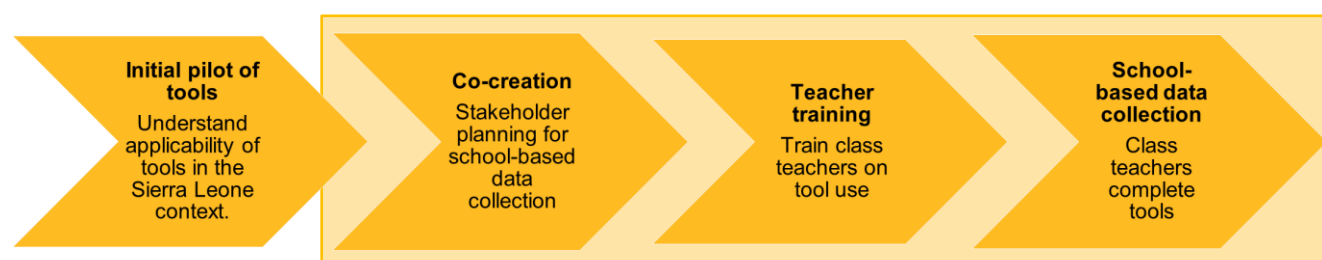 Initial pilot of
tools
Understand
applicability of
tools in the
Sierra Leone
context.
Co-creation
Stakeholder
planning for
school-based
data
collection
Teacher
training
Train class
teachers on
tool use
School-
based data
collection
Class
teachers
complete
tools